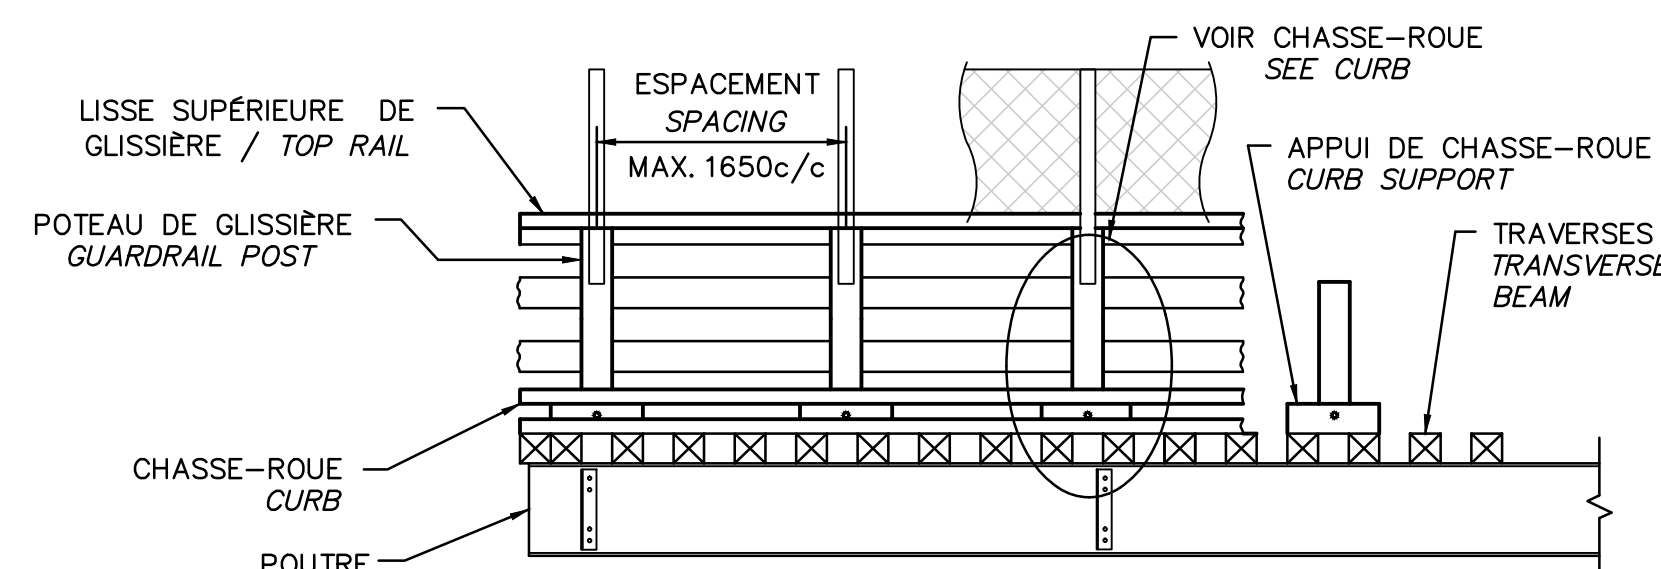 VOIR CHASSE-ROUE
SEE CURB
ESPACEMENT
SPACING
MAX. 1650c/c
LISSE SUPÉRIEURE DE
GLISSIÈRE / TOP RAIL
APPUI DE CHASSE-ROUE
CURB SUPPORT
POTEAU DE GLISSIÈRE
GUARDRAIL POST
TRAVERSES
TRANSVERSE
BEAM
CHASSE-ROUE
CURB
POUTRE